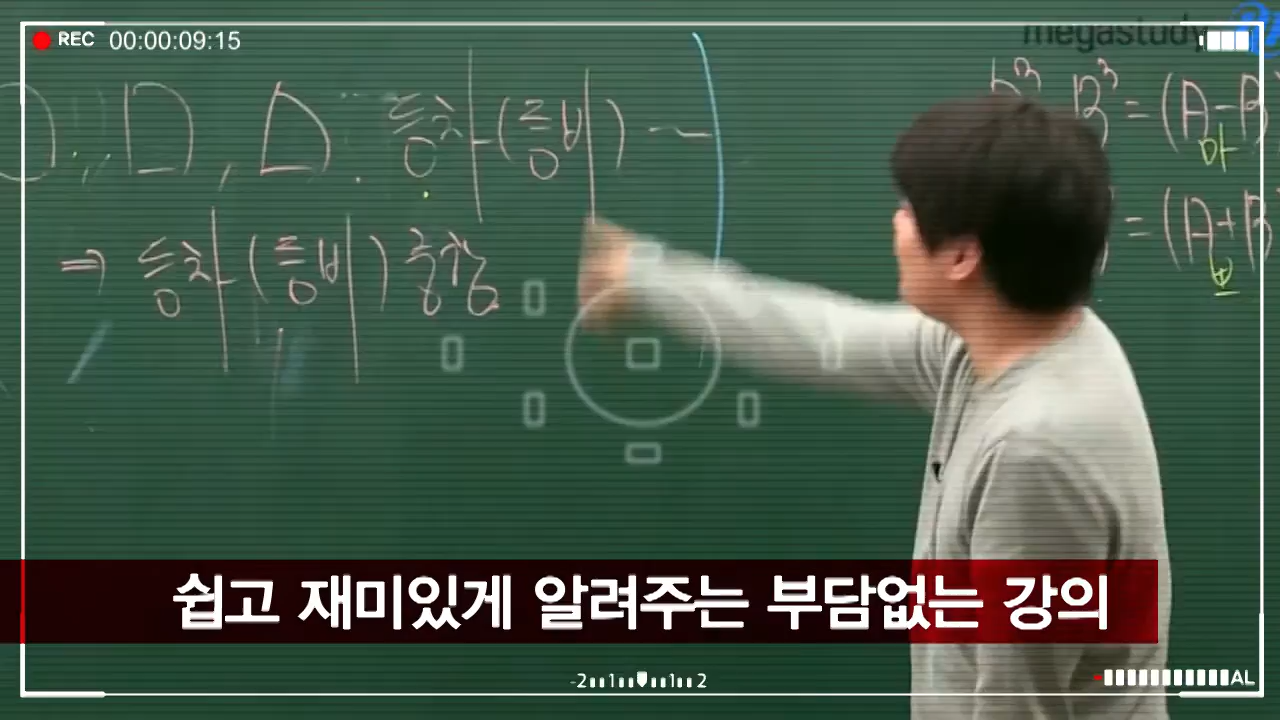 REC 00:00:09:15
megastudy
○, □, △. 등차(등비) ~
⇒ 등차(등비) 중항
= (A-B)
마
= (A+B)
쉽고 재미있게 알려주는 부담없는 강의
-2 1 1 2
AL